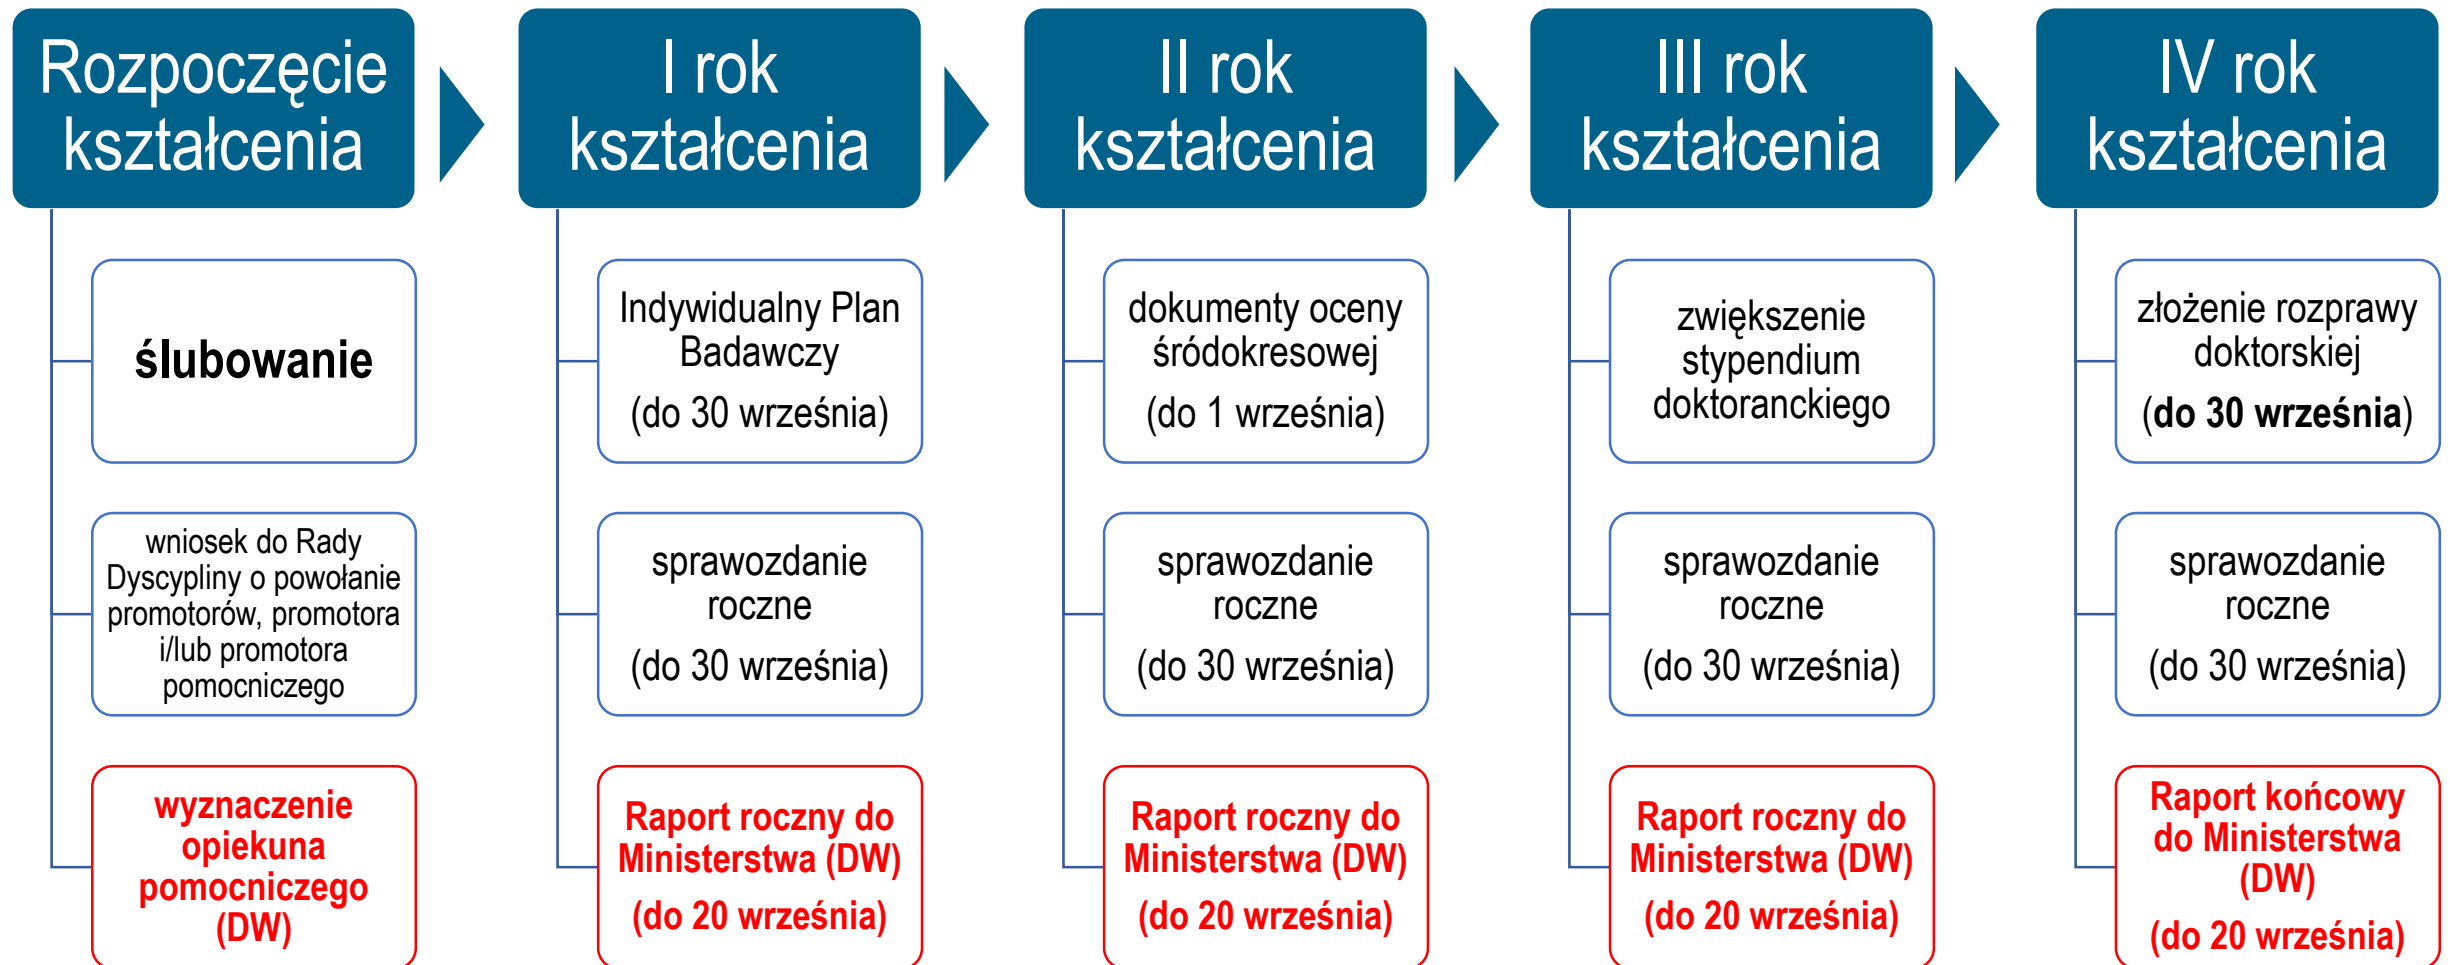 Rozpoczęcie
kształcenia
ślubowanie
wniosek do Rady
Dyscypliny o powołanie
promotorów, promotora
i/lub promotora
pomocniczego
wyznaczenie
opiekuna
pomocniczego
(DW)
I rok
kształcenia
Indywidualny Plan
Badawczy
(do 30 września)
sprawozdanie
roczne
(do 30 września)
Raport roczny do
Ministerstwa (DW)
(do 20 września)
II rok
kształcenia
dokumenty oceny
śródokresowej
(do 1 września)
sprawozdanie
roczne
(do 30 września)
Raport roczny do
Ministerstwa (DW)
(do 20 września)
III rok
kształcenia
zwiększenie
stypendium
doktoranckiego
sprawozdanie
roczne
(do 30 września)
Raport roczny do
Ministerstwa (DW)
(do 20 września)
IV rok
kształcenia
złożenie rozprawy
doktorskiej
(do 30 września)
sprawozdanie
roczne
(do 30 września)
Raport końcowy
do Ministerstwa
(DW)
(do 20 września)